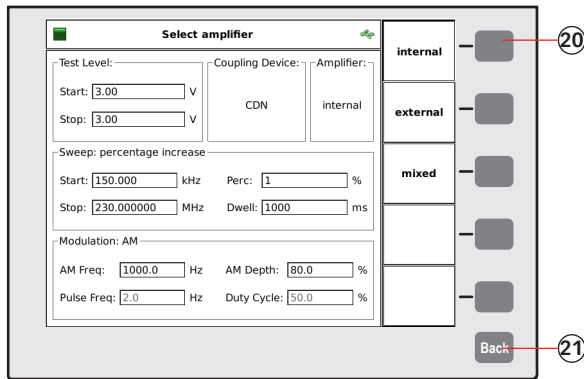 Select amplifier
internal
20
Test Level:
Coupling Device:
Amplifier:
Start: 3.00 V
CDN
internal
external
Stop: 3.00 V
Sweep: percentage increase
mixed
Start: 150.000 kHz Perc: 1 %
Stop: 230.000000 MHz Dwell: 1000 ms
Modulation: AM
AM Freq: 1000.0 Hz AM Depth: 80.0 %
Pulse Freq: 2.0 Hz Duty Cycle: 50.0 %
Back
21